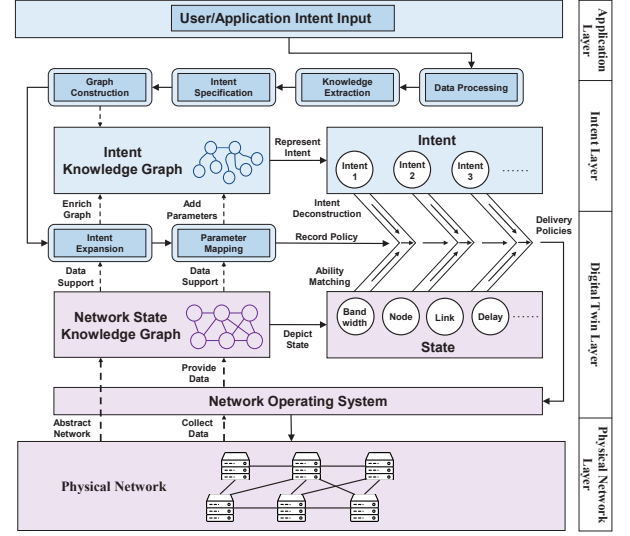 User/Application Intent Input
Application
Layer
Graph
Construction
Intent
Specification
Knowledge
Extraction
Data Processing
Intent
Knowledge Graph
Represent
Intent
Intent
Intent
1
Intent
2
Intent
3
······
Intent Layer
Enrich
Graph
Add
Parameters
Intent
Deconstruction
Delivery
Policies
Intent
Expansion
Parameter
Mapping
Record Policy
Data
Support
Data
Support
Ability
Matching
Network State
Knowledge Graph
Depict
State
Band
width
Node
Link
Delay
······
State
Digital Twin Layer
Provide
Data
Network Operating System
Abstract
Network
Collect
Data
Physical Network
Physical Network
Layer